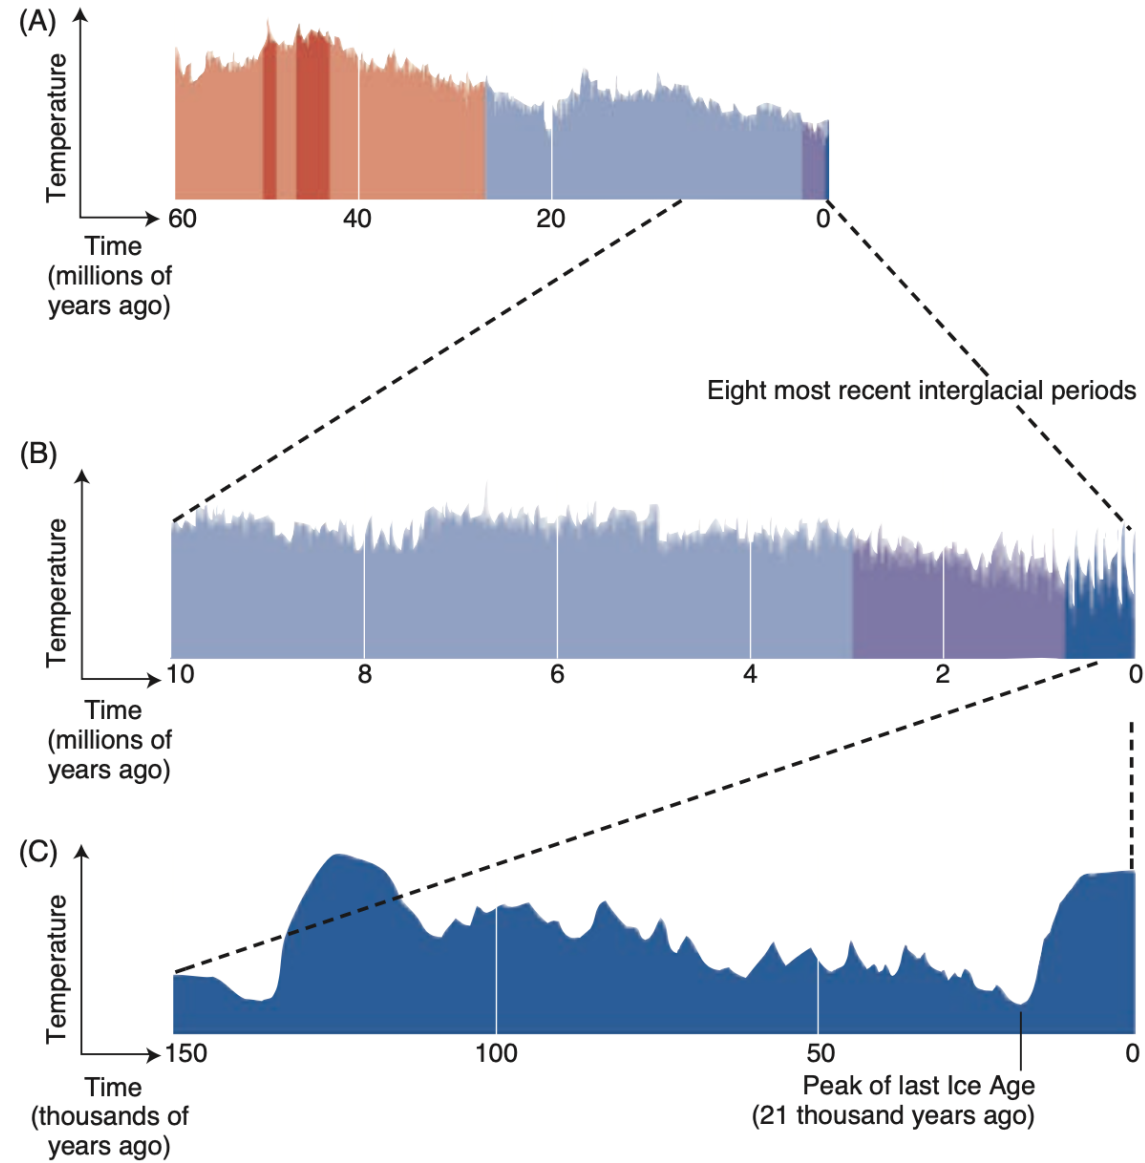 (A)
Temperature
60 40 20 0
Time
(millions of
years ago)
Eight most recent interglacial periods
(B)
Temperature
10 8 6 4 2 0
Time
(millions of
years ago)
(C)
Temperature
150 100 50 0
Time
(thousands of
years ago)
Peak of last Ice Age
(21 thousand years ago)